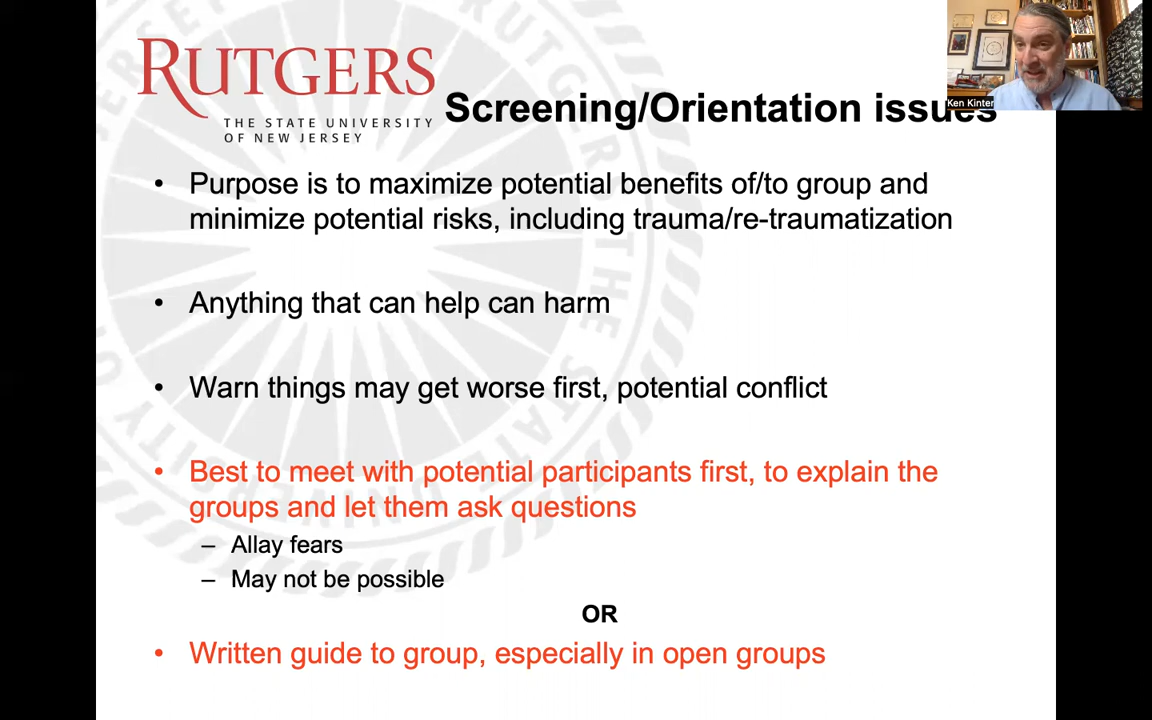 RUTGERS
THE STATE UNIVERSITY
OF NEW JERSEY
Ken Kinter
Screening/Orientation issues
• Purpose is to maximize potential benefits of/to group and
minimize potential risks, including trauma/re-traumatization
• Anything that can help can harm
• Warn things may get worse first, potential conflict
• Best to meet with potential participants first, to explain the
groups and let them ask questions
– Allay fears
– May not be possible
OR
• Written guide to group, especially in open groups